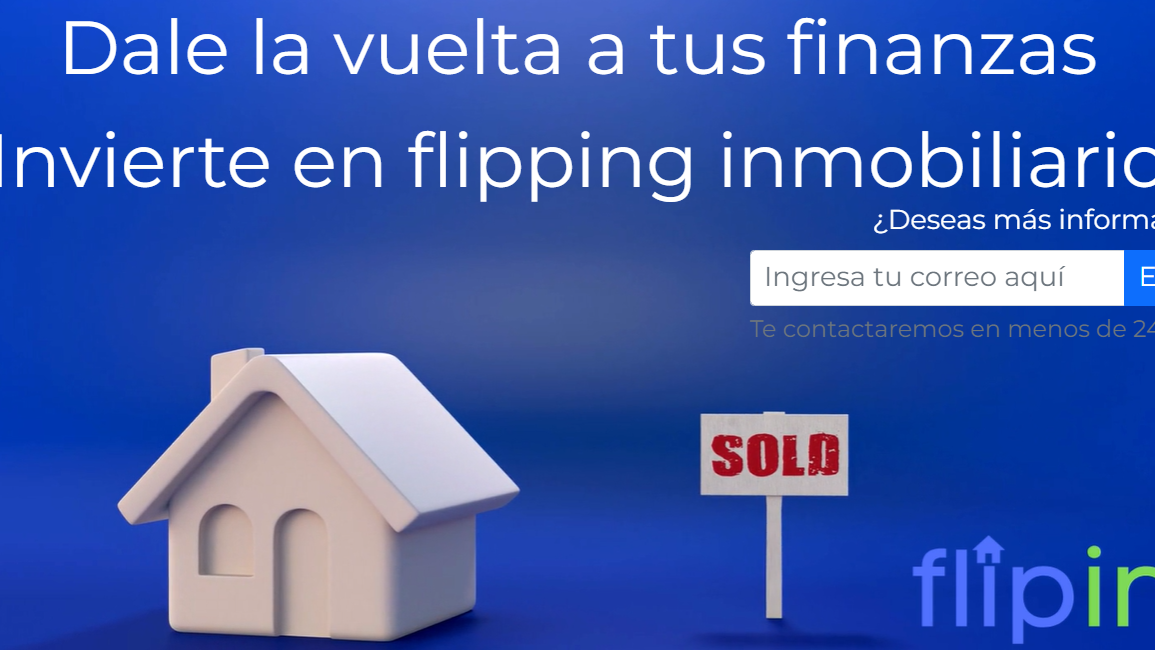 Dale la vuelta a tus finanzas
Invierte en flipping inmobiliario
¿Deseas más informa
Ingresa tu correo aquí
E
Te contactaremos en menos de 24
SOLD
flipin